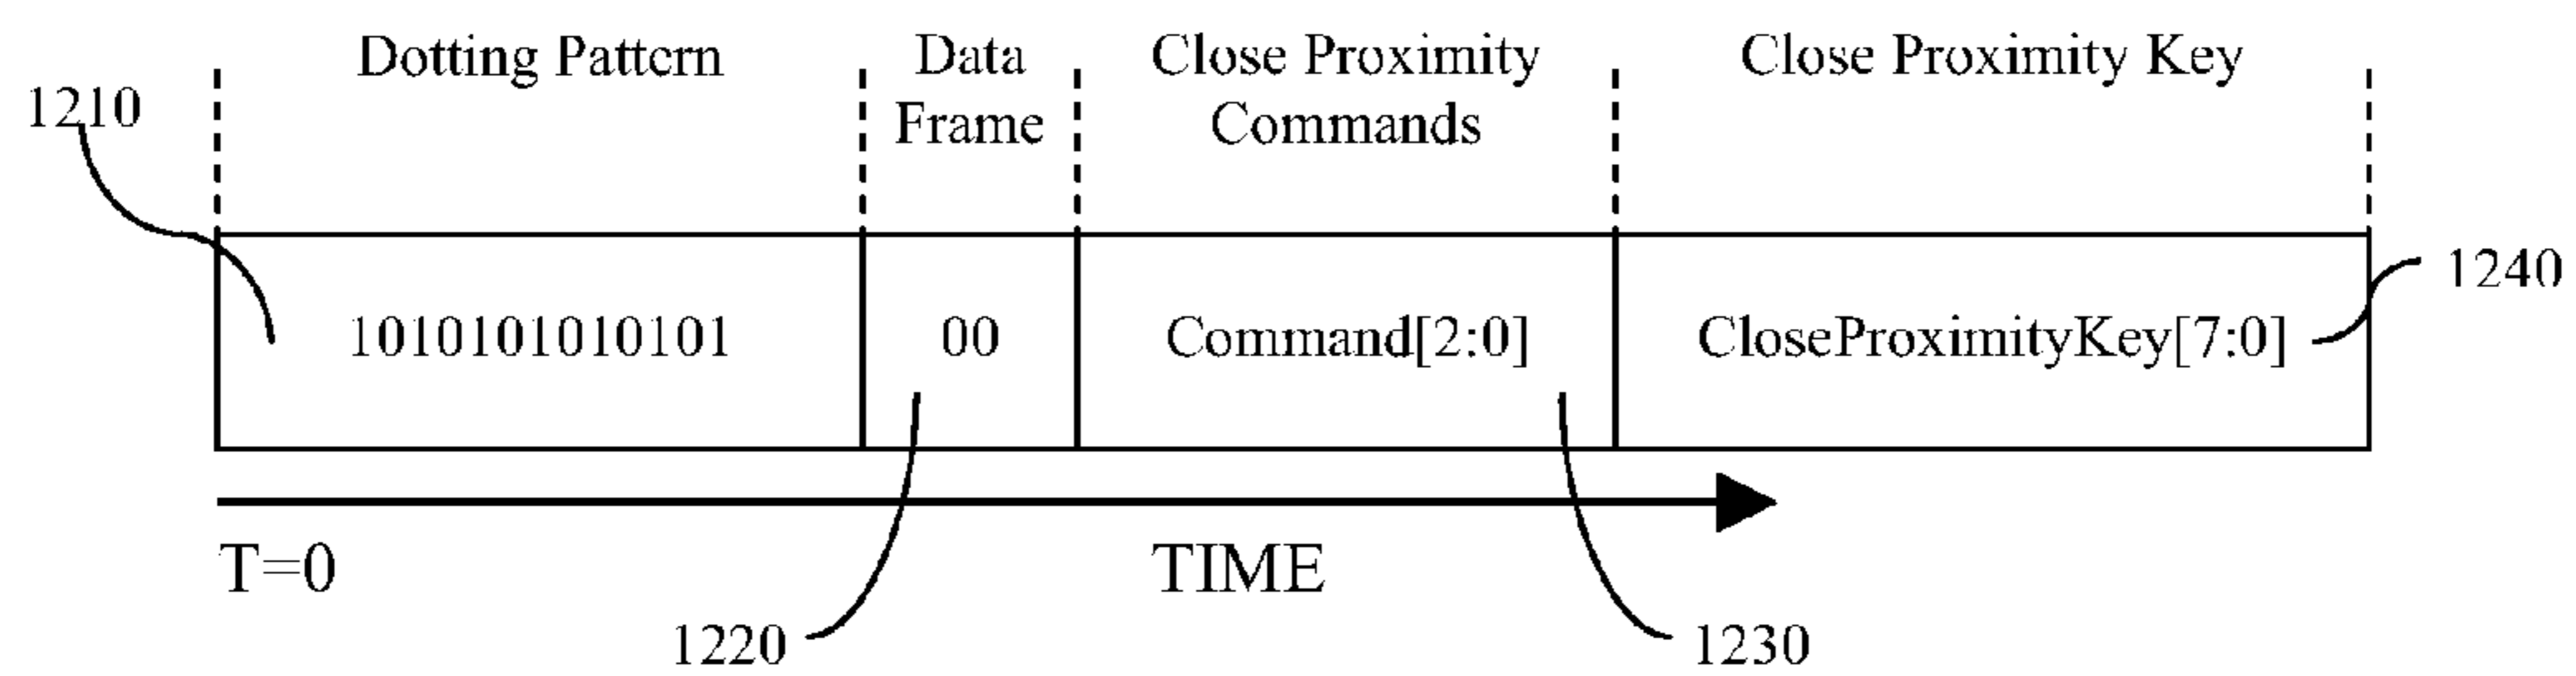 Dotting Pattern
Data
Frame
Close Proximity
Commands
Close Proximity Key
1210
1010101010101
00
Command[2:0]
CloseProximityKey[7:0]
1240
T=0
TIME
1220
1230